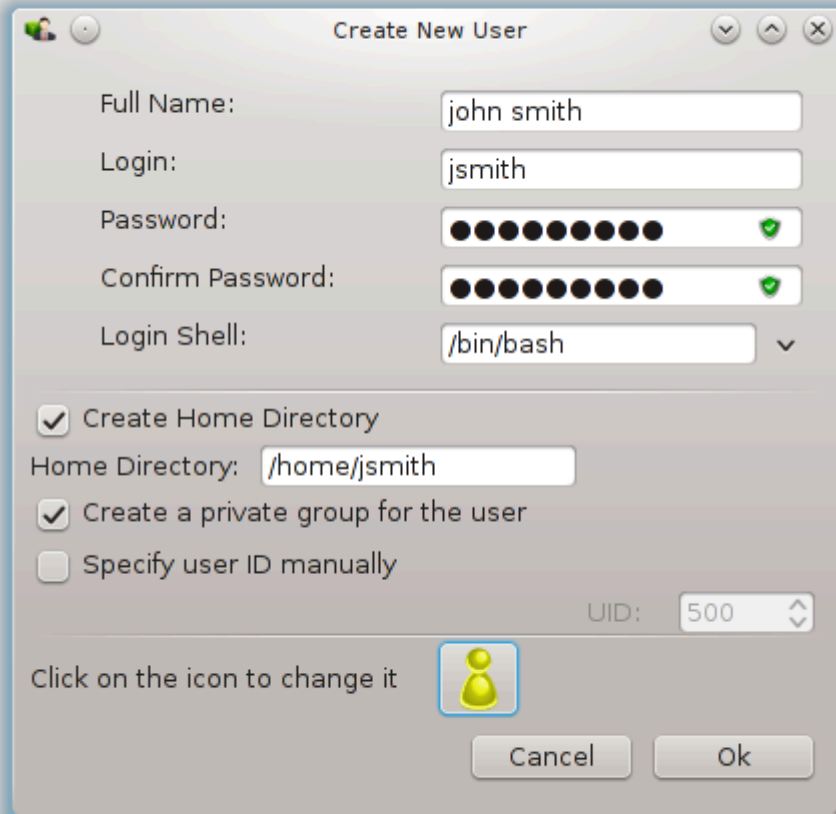 Create New User
Full Name: john smith
Login: jsmith
Password: ●●●●●●●●●
Confirm Password: ●●●●●●●●●
Login Shell: /bin/bash
Create Home Directory
Home Directory: /home/jsmith
Create a private group for the user
Specify user ID manually
UID: 500
Click on the icon to change it
Cancel Ok